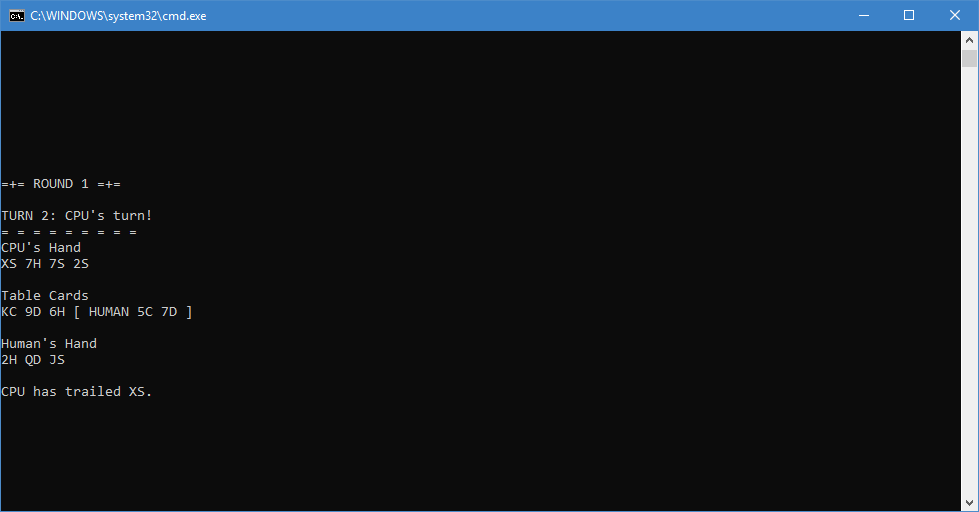 C:\WINDOWS\system32\cmd.exe
=+= ROUND 1 =+=
TURN 2: CPU's turn!
= = = = = = = = =
CPU's Hand
XS 7H 7S 2S
Table Cards
KC 9D 6H [ HUMAN 5C 7D ]
Human's Hand
2H QD JS
CPU has trailed XS.